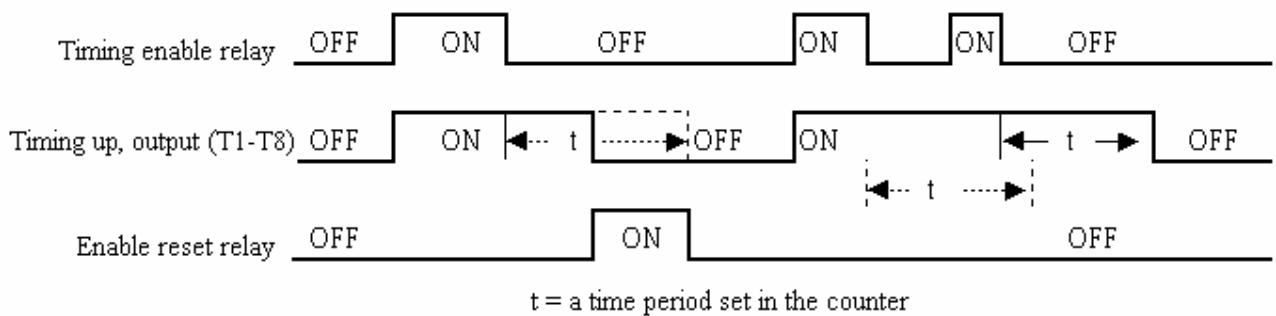 Timing enable relay OFF ON OFF ON ON OFF
Timing up, output (T1-T8) OFF ON t OFF ON t OFF
t
Enable reset relay OFF ON OFF
t = a time period set in the counter